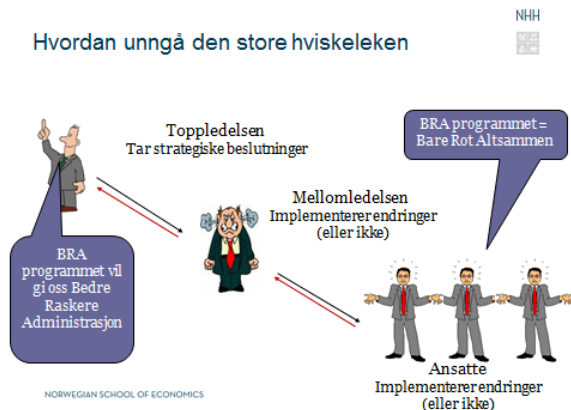 NHH
Hvordan unngå den store hviskeleken
Toppledelsen
Tar strategiske beslutninger
BRA programmet =
Bare Rot Altsammen
Mellomledelsen
Implementerer endringer
(eller ikke)
BRA
programmet vil
gi oss Bedre
Raskere
Administrasjon
Ansatte
Implementerer endringer
(eller ikke)
NORWEGIAN SCHOOL OF ECONOMICS